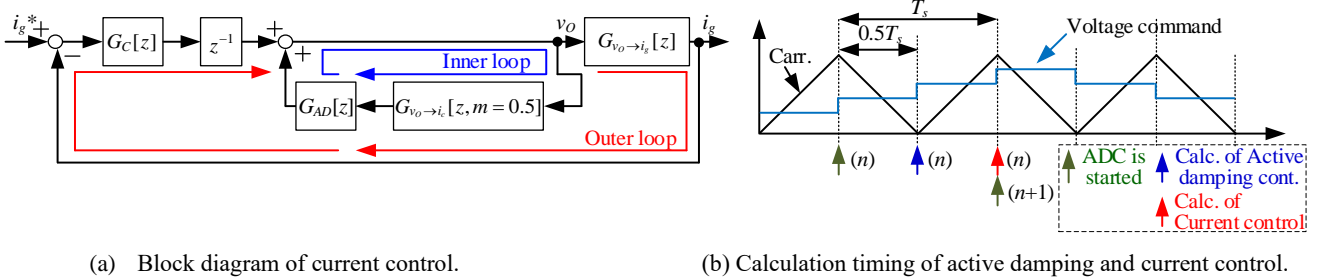 i_g* + G_C[z] z^{-1} + v_O G_{v_O→i_g}[z] i_g
− +
Inner loop
G_{AD}[z] G_{v_O→i_c}[z, m = 0.5]
Outer loop
(a) Block diagram of current control.
T_s
Voltage command
0.5T_s
Carr.
(n) (n) (n)
(n+1)
ADC is started
Calc. of Active damping cont.
Calc. of Current control
(b) Calculation timing of active damping and current control.